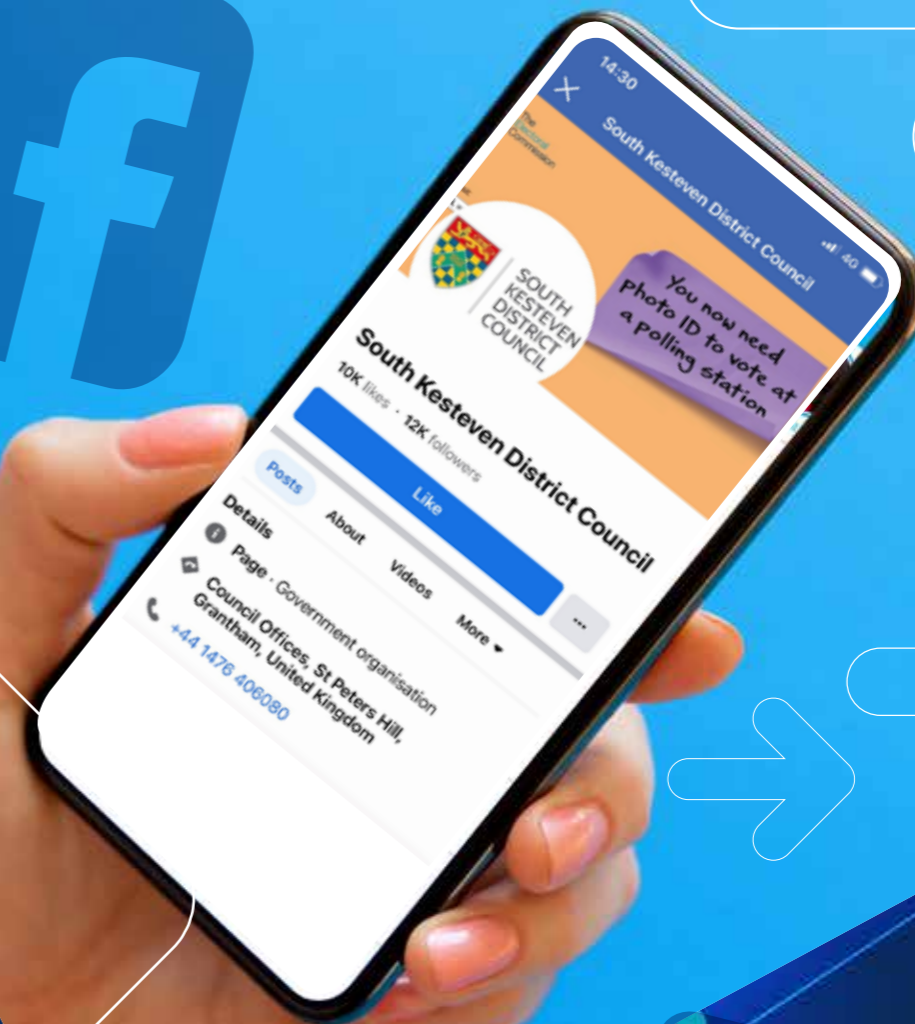 14:30
4G
South Kesteven District Council
The
Electoral
Commission
You now need
Photo ID to vote at
a polling station
SOUTH
KESTEVEN
DISTRICT
COUNCIL
South Kesteven District Council
10K likes · 12K followers
Like
...
Posts
About
Videos
More
Details
Page · Government organisation
Council Offices, St Peters Hill,
Grantham, United Kingdom
+44 1476 406080